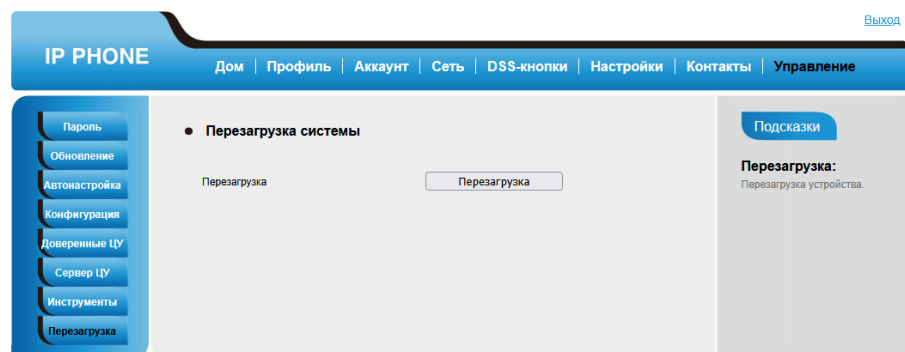 Выход
IP PHONE
Дом | Профиль | Аккаунт | Сеть | DSS-кнопки | Настройки | Контакты | Управление
Пароль
Обновление
Автонастройка
Конфигурация
Доверенные ЦУ
Сервер ЦУ
Инструменты
Перезагрузка
Перезагрузка системы
Перезагрузка Перезагрузка
Подсказки
Перезагрузка:
Перезагрузка устройства.